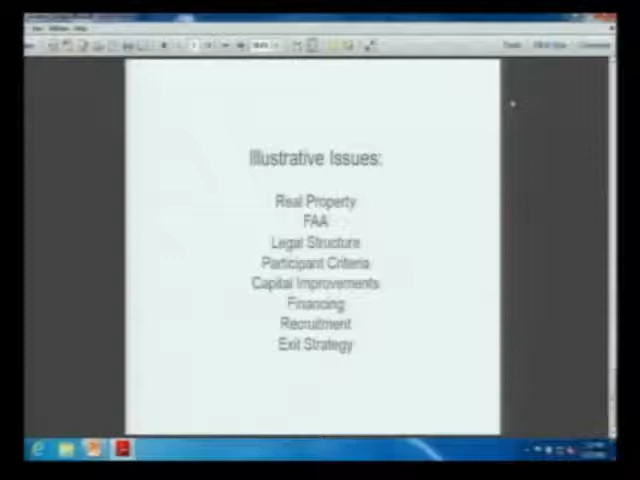 Illustrative Issues:
Real Property
FAA
Legal Structure
Participant Criteria
Capital Improvements
Financing
Recruitment
Exit Strategy